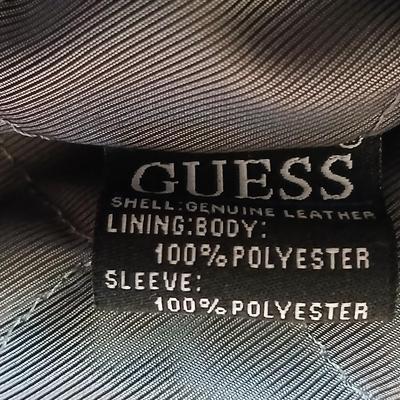 GUESS
SHELL:GENUINE LEATHER
LINING:BODY:
100% POLYESTER
SLEEVE:
100% POLYESTER